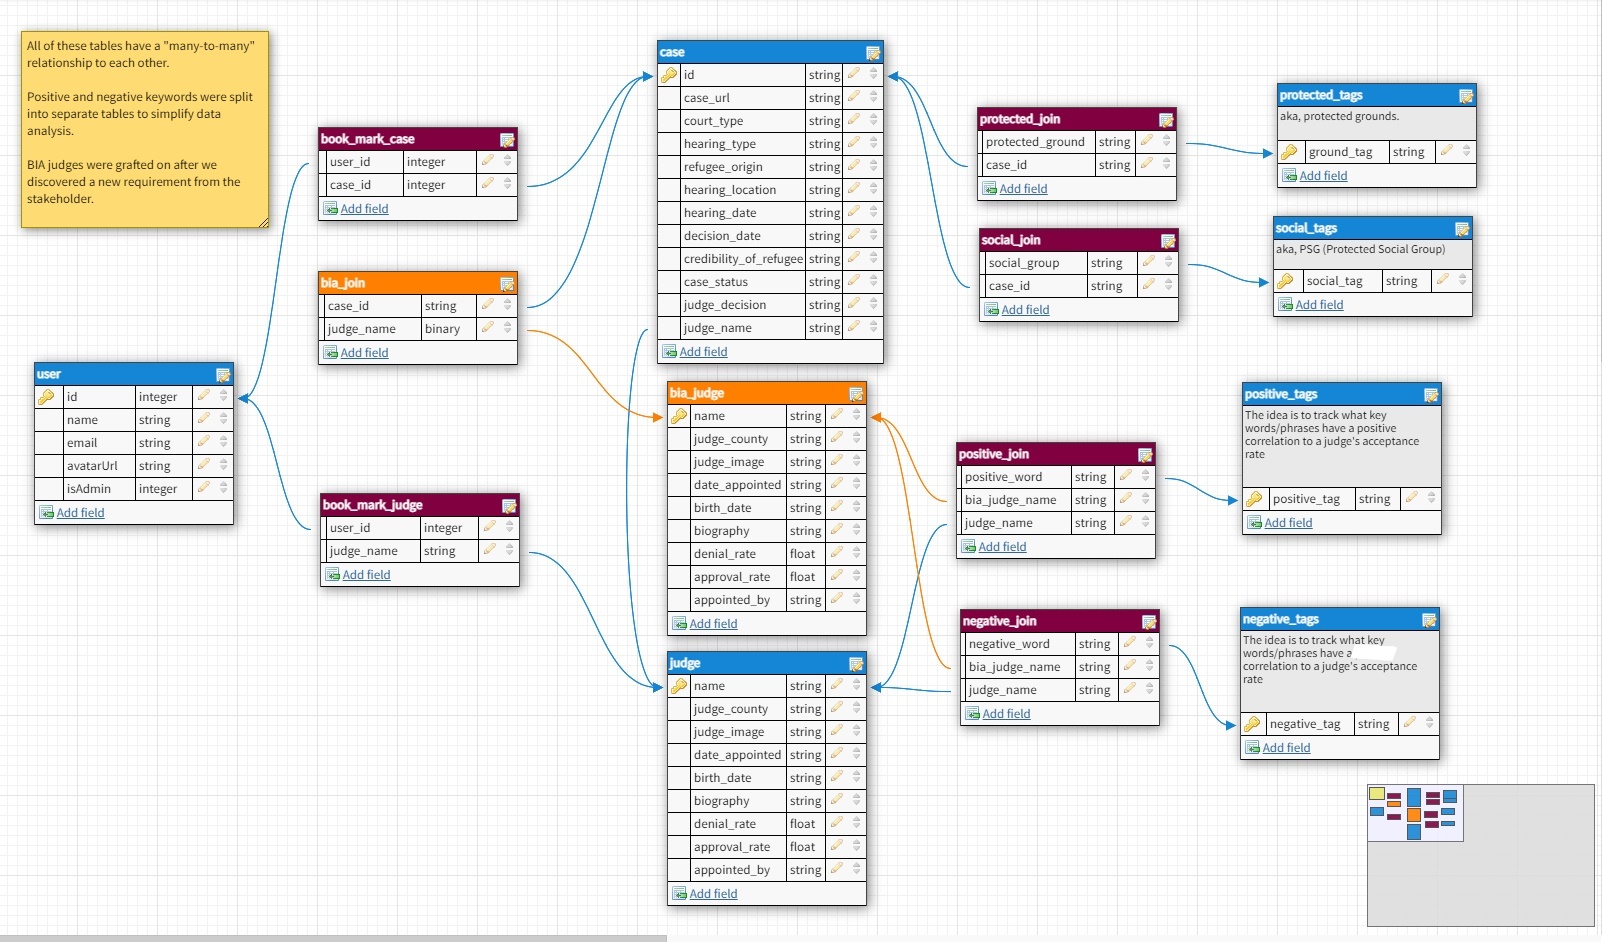 All of these tables have a "many-to-many"
relationship to each other.
Positive and negative keywords were split
into separate tables to simplify data
analysis.
BIA judges were grafted on after we
discovered a new requirement from the
stakeholder.
user
id integer
name string
email string
avatarUrl string
isAdmin integer
Add field
book_mark_case
user_id integer
case_id integer
Add field
bia_join
case_id string
judge_name binary
Add field
book_mark_judge
user_id integer
judge_name string
Add field
case
id string
case_url string
court_type string
hearing_type string
refugee_origin string
hearing_location string
hearing_date string
decision_date string
credibility_of_refugee string
case_status string
judge_decision string
judge_name string
Add field
bia_judge
name string
judge_county string
judge_image string
date_appointed string
birth_date string
biography string
denial_rate float
approval_rate float
appointed_by string
Add field
judge
name string
judge_county string
judge_image string
date_appointed string
birth_date string
biography string
denial_rate float
approval_rate float
appointed_by string
Add field
protected_join
protected_ground string
case_id string
Add field
social_join
social_group string
case_id string
Add field
positive_join
positive_word string
bia_judge_name string
judge_name string
Add field
negative_join
negative_word string
bia_judge_name string
judge_name string
Add field
protected_tags
aka, protected grounds.
ground_tag string
Add field
social_tags
aka, PSG (Protected Social Group)
social_tag string
Add field
positive_tags
The idea is to track what key
words/phrases have a positive
correlation to a judge's acceptance
rate
positive_tag string
Add field
negative_tags
The idea is to track what key
words/phrases have a
correlation to a judge's acceptance
rate
negative_tag string
Add field